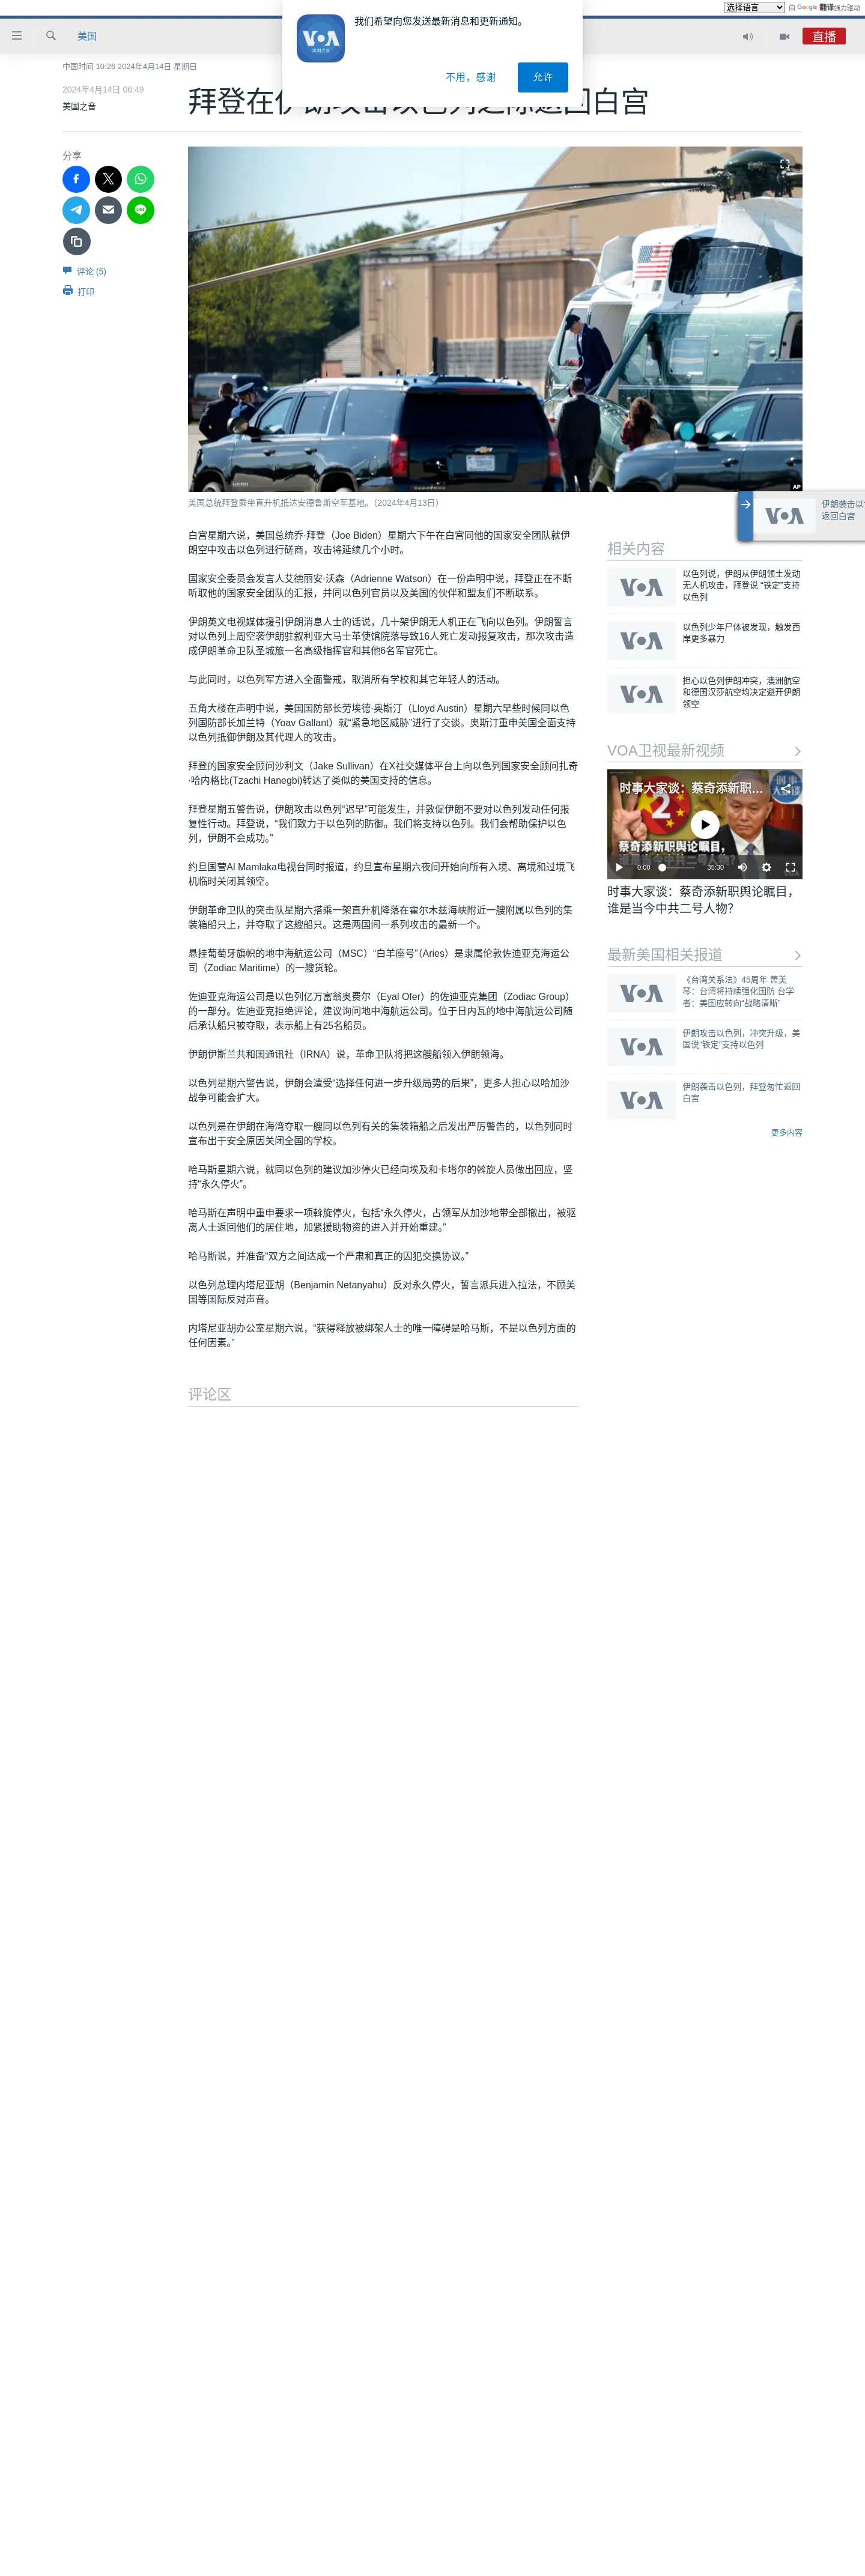 选择语言 由 Google 翻译强力驱动
我们希望向您发送最新消息和更新通知。
不用，感谢
允许
VOA
美国之音
美国
直播
中国时间 10:26 2024年4月14日 星期日
2024年4月14日 06:49
美国之音
拜登在伊朗攻击以色列之际返回白宫
分享
LINE
评论 (5)
打印
AP
美国总统拜登乘坐直升机抵达安德鲁斯空军基地。（2024年4月13日）
白宫星期六说，美国总统乔·拜登（Joe Biden）星期六下午在白宫同他的国家安全团队就伊
朗空中攻击以色列进行磋商，攻击将延续几个小时。
国家安全委员会发言人艾德丽安·沃森（Adrienne Watson）在一份声明中说，拜登正在不断
听取他的国家安全团队的汇报，并同以色列官员以及美国的伙伴和盟友们不断联系。
伊朗英文电视媒体援引伊朗消息人士的话说，几十架伊朗无人机正在飞向以色列。伊朗誓言
对以色列上周空袭伊朗驻叙利亚大马士革使馆院落导致16人死亡发动报复攻击，那次攻击造
成伊朗革命卫队圣城旅一名高级指挥官和其他6名军官死亡。
与此同时，以色列军方进入全面警戒，取消所有学校和其它年轻人的活动。
五角大楼在声明中说，美国国防部长劳埃德·奥斯汀（Lloyd Austin）星期六早些时候同以色
列国防部长加兰特（Yoav Gallant）就“紧急地区威胁”进行了交谈。奥斯汀重申美国全面支持
以色列抵御伊朗及其代理人的攻击。
拜登的国家安全顾问沙利文（Jake Sullivan）在X社交媒体平台上向以色列国家安全顾问扎奇
·哈内格比(Tzachi Hanegbi)转达了类似的美国支持的信息。
拜登星期五警告说，伊朗攻击以色列“迟早”可能发生，并敦促伊朗不要对以色列发动任何报
复性行动。拜登说，“我们致力于以色列的防御。我们将支持以色列。我们会帮助保护以色
列，伊朗不会成功。”
约旦国营Al Mamlaka电视台同时报道，约旦宣布星期六夜间开始向所有入境、离境和过境飞
机临时关闭其领空。
伊朗革命卫队的突击队星期六搭乘一架直升机降落在霍尔木兹海峡附近一艘附属以色列的集
装箱船只上，并夺取了这艘船只。这是两国间一系列攻击的最新一个。
悬挂葡萄牙旗帜的地中海航运公司（MSC）“白羊座号”（Aries）是隶属伦敦佐迪亚克海运公
司（Zodiac Maritime）的一艘货轮。
佐迪亚克海运公司是以色列亿万富翁奥费尔（Eyal Ofer）的佐迪亚克集团（Zodiac Group）
的一部分。佐迪亚克拒绝评论，建议询问地中海航运公司。位于日内瓦的地中海航运公司随
后承认船只被夺取，表示船上有25名船员。
伊朗伊斯兰共和国通讯社（IRNA）说，革命卫队将把这艘船领入伊朗领海。
以色列星期六警告说，伊朗会遭受“选择任何进一步升级局势的后果”，更多人担心以哈加沙
战争可能会扩大。
以色列是在伊朗在海湾夺取一艘同以色列有关的集装箱船之后发出严厉警告的，以色列同时
宣布出于安全原因关闭全国的学校。
哈马斯星期六说，就同以色列的建议加沙停火已经向埃及和卡塔尔的斡旋人员做出回应，坚
持“永久停火”。
哈马斯在声明中重申要求一项斡旋停火，包括“永久停火，占领军从加沙地带全部撤出，被驱
离人士返回他们的居住地，加紧援助物资的进入并开始重建。”
哈马斯说，并准备“双方之间达成一个严肃和真正的囚犯交换协议。”
以色列总理内塔尼亚胡（Benjamin Netanyahu）反对永久停火，誓言派兵进入拉法，不顾美
国等国际反对声音。
内塔尼亚胡办公室星期六说，“获得释放被绑架人士的唯一障碍是哈马斯，不是以色列方面的
任何因素。”
评论区
VOA
伊朗袭击以
返回白宫
相关内容
VOA
以色列说，伊朗从伊朗领土发动
无人机攻击，拜登说 “铁定”支持
以色列
VOA
以色列少年尸体被发现，触发西
岸更多暴力
VOA
担心以色列伊朗冲突，澳洲航空
和德国汉莎航空均决定避开伊朗
领空
VOA卫视最新视频
时事大家谈：蔡奇添新职…
时事
蔡奇添新职舆论瞩目，
0:00
35:30
时事大家谈：蔡奇添新职舆论瞩目，
谁是当今中共二号人物？
最新美国相关报道
VOA
《台湾关系法》45周年 萧美
琴：台湾将持续强化国防 台学
者：美国应转向“战略清晰”
VOA
伊朗攻击以色列，冲突升级，美
国说“铁定”支持以色列
VOA
伊朗袭击以色列，拜登匆忙返回
白宫
更多内容